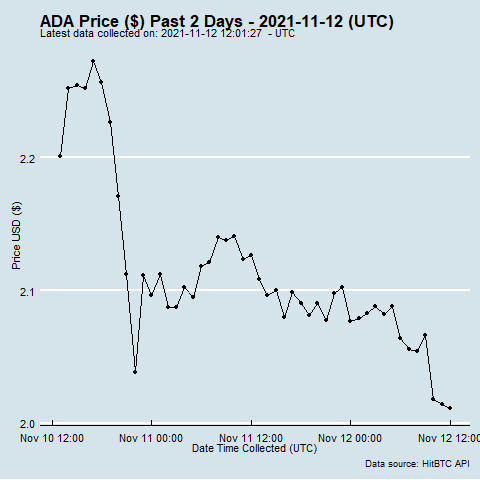 ADA Price ($) Past 2 Days - 2021-11-12 (UTC)
Latest data collected on: 2021-11-12 12:01:27 - UTC
Price USD ($)
2.2
2.1
2.0
Nov 10 12:00 Nov 11 00:00 Nov 11 12:00 Nov 12 00:00 Nov 12 12:00
Date Time Collected (UTC)
Data source: HitBTC API